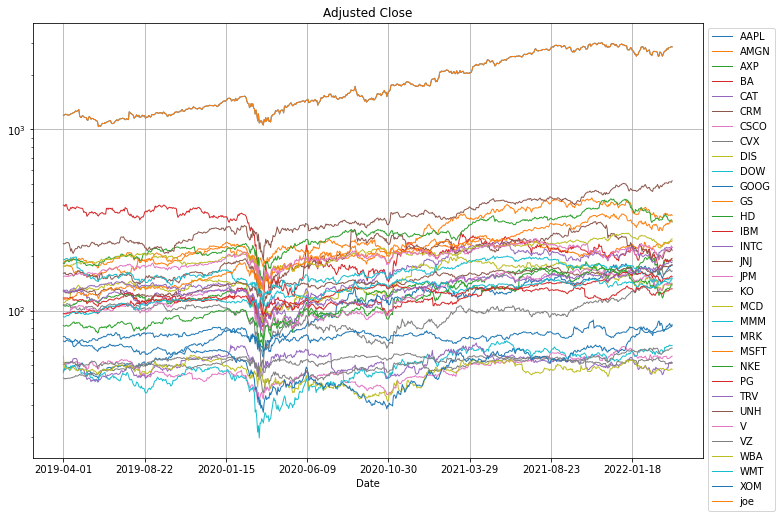 Adjusted Close
10³
10²
2019-04-01 2019-08-22 2020-01-15 2020-06-09 2020-10-30 2021-03-29 2021-08-23 2022-01-18
Date
AAPL
AMGN
AXP
BA
CAT
CRM
CSCO
CVX
DIS
DOW
GOOG
GS
HD
IBM
INTC
JNJ
JPM
KO
MCD
MMM
MRK
MSFT
NKE
PG
TRV
UNH
V
VZ
WBA
WMT
XOM
joe